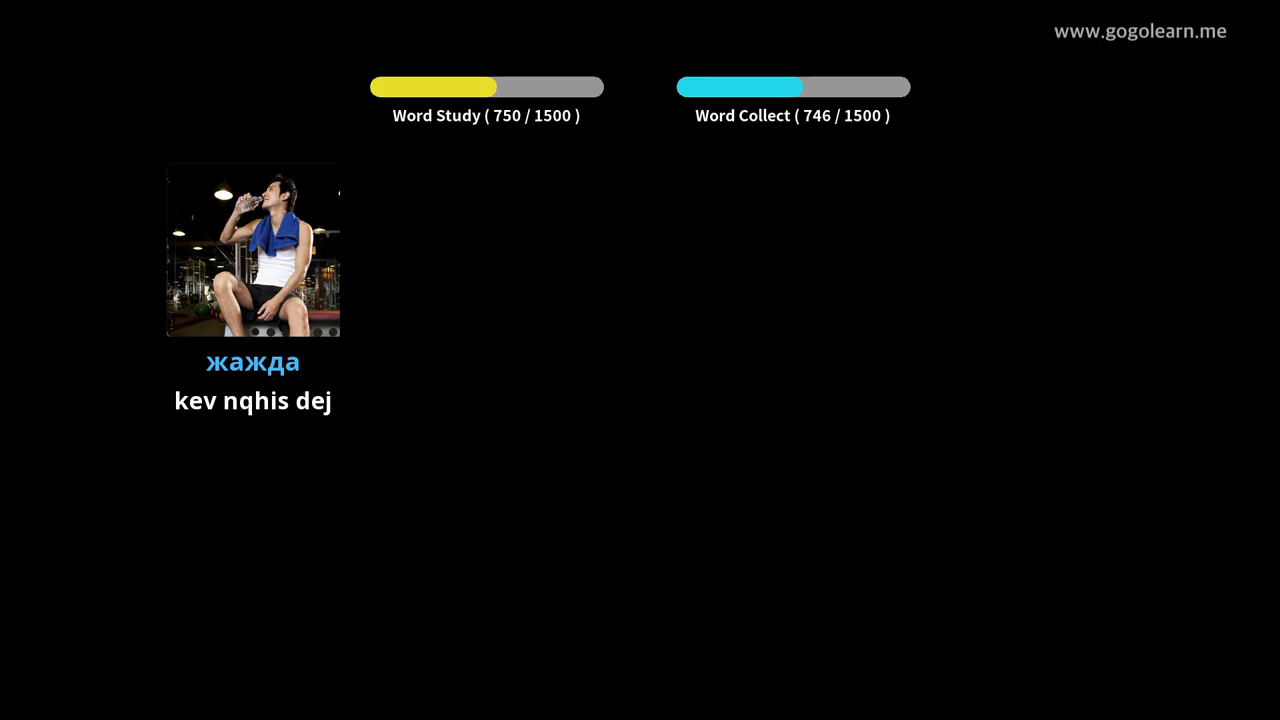 www.gogolearn.me
Word Study ( 750 / 1500 )
Word Collect ( 746 / 1500 )
жажда
kev nqhis dej